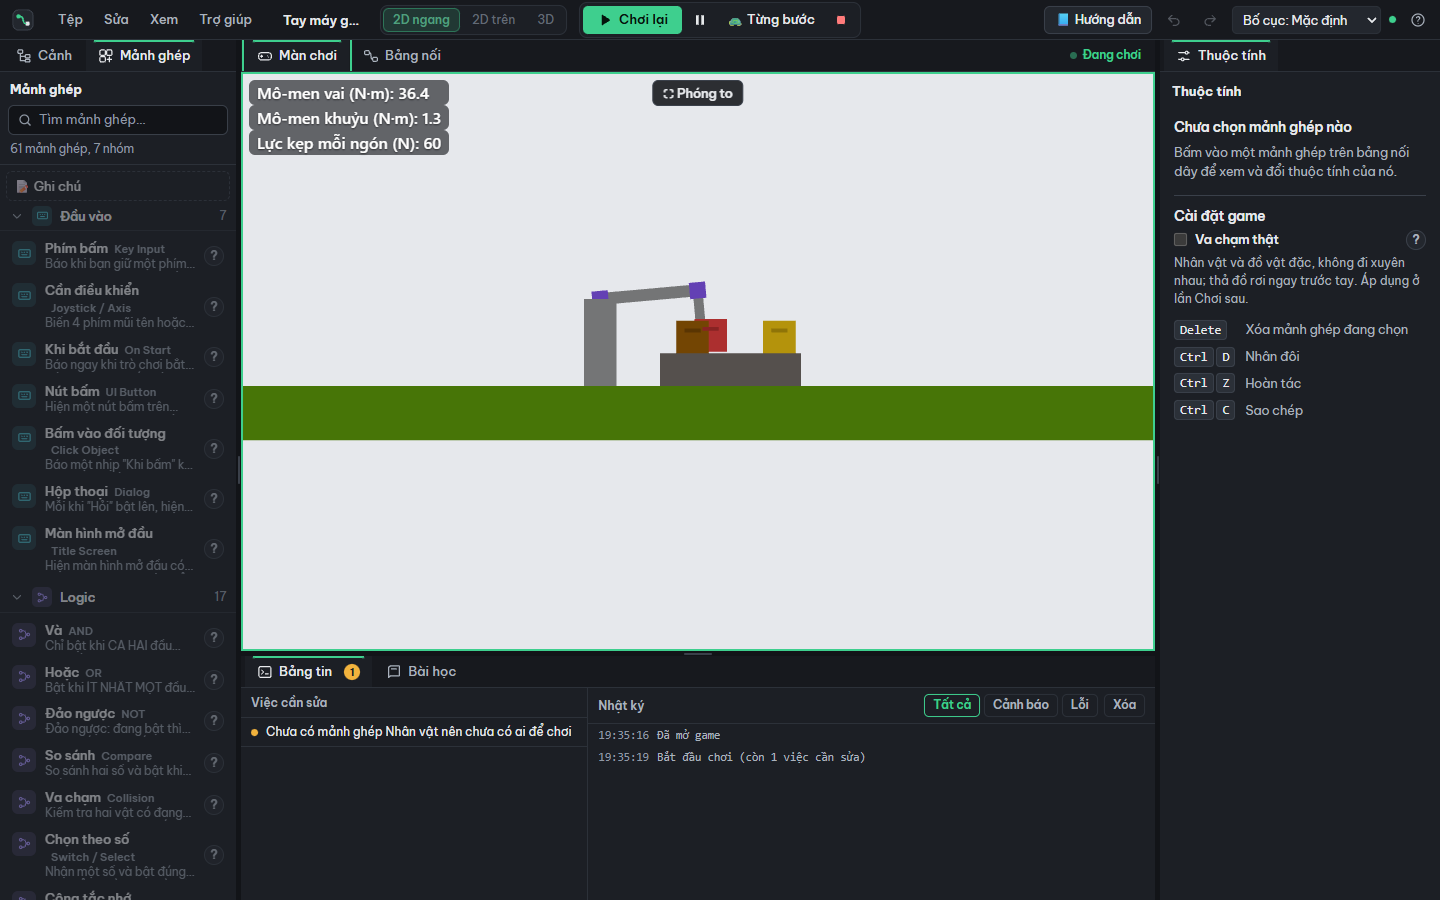 Tệp Sửa Xem Trợ giúp Tay máy g... 2D ngang 2D trên 3D Chơi lại Từng bước Hướng dẫn Bố cục: Mặc định
Cảnh Mảnh ghép
Mảnh ghép
Tìm mảnh ghép...
61 mảnh ghép, 7 nhóm
Ghi chú
Đầu vào 7
Phím bấm Key Input ?
Báo khi bạn giữ một phím...
Cần điều khiển
Joystick / Axis ?
Biến 4 phím mũi tên hoặc...
Khi bắt đầu On Start ?
Báo ngay khi trò chơi bắt...
Nút bấm UI Button ?
Hiện một nút bấm trên...
Bấm vào đối tượng
Click Object ?
Báo một nhịp "Khi bấm" k...
Hộp thoại Dialog ?
Mỗi khi "Hỏi" bật lên, hiện...
Màn hình mở đầu
Title Screen ?
Hiện màn hình mở đầu có...
Logic 17
Và AND ?
Chỉ bật khi CẢ HAI đầu...
Hoặc OR ?
Bật khi ÍT NHẤT MỘT đầu...
Đảo ngược NOT ?
Đảo ngược: đang bật thì...
So sánh Compare ?
So sánh hai số và bật khi...
Va chạm Collision ?
Kiểm tra hai vật có đang...
Chọn theo số
Switch / Select ?
Nhận một số và bật đúng...
Công tắc nhớ
Màn chơi Bảng nối Đang chơi
Mô-men vai (N·m): 36.4
Mô-men khuỷu (N·m): 1.3
Lực kẹp mỗi ngón (N): 60
Phóng to
Bảng tin 1 Bài học
Việc cần sửa
Chưa có mảnh ghép Nhân vật nên chưa có ai để chơi
Nhật ký Tất cả Cảnh báo Lỗi Xóa
19:35:16 Đã mở game
19:35:19 Bắt đầu chơi (còn 1 việc cần sửa)
Thuộc tính
Thuộc tính
Chưa chọn mảnh ghép nào
Bấm vào một mảnh ghép trên bảng nối
dây để xem và đổi thuộc tính của nó.
Cài đặt game
Va chạm thật ?
Nhân vật và đồ vật đặc, không đi xuyên
nhau; thả đồ rơi ngay trước tay. Áp dụng ở
lần Chơi sau.
Delete Xóa mảnh ghép đang chọn
Ctrl D Nhân đôi
Ctrl Z Hoàn tác
Ctrl C Sao chép